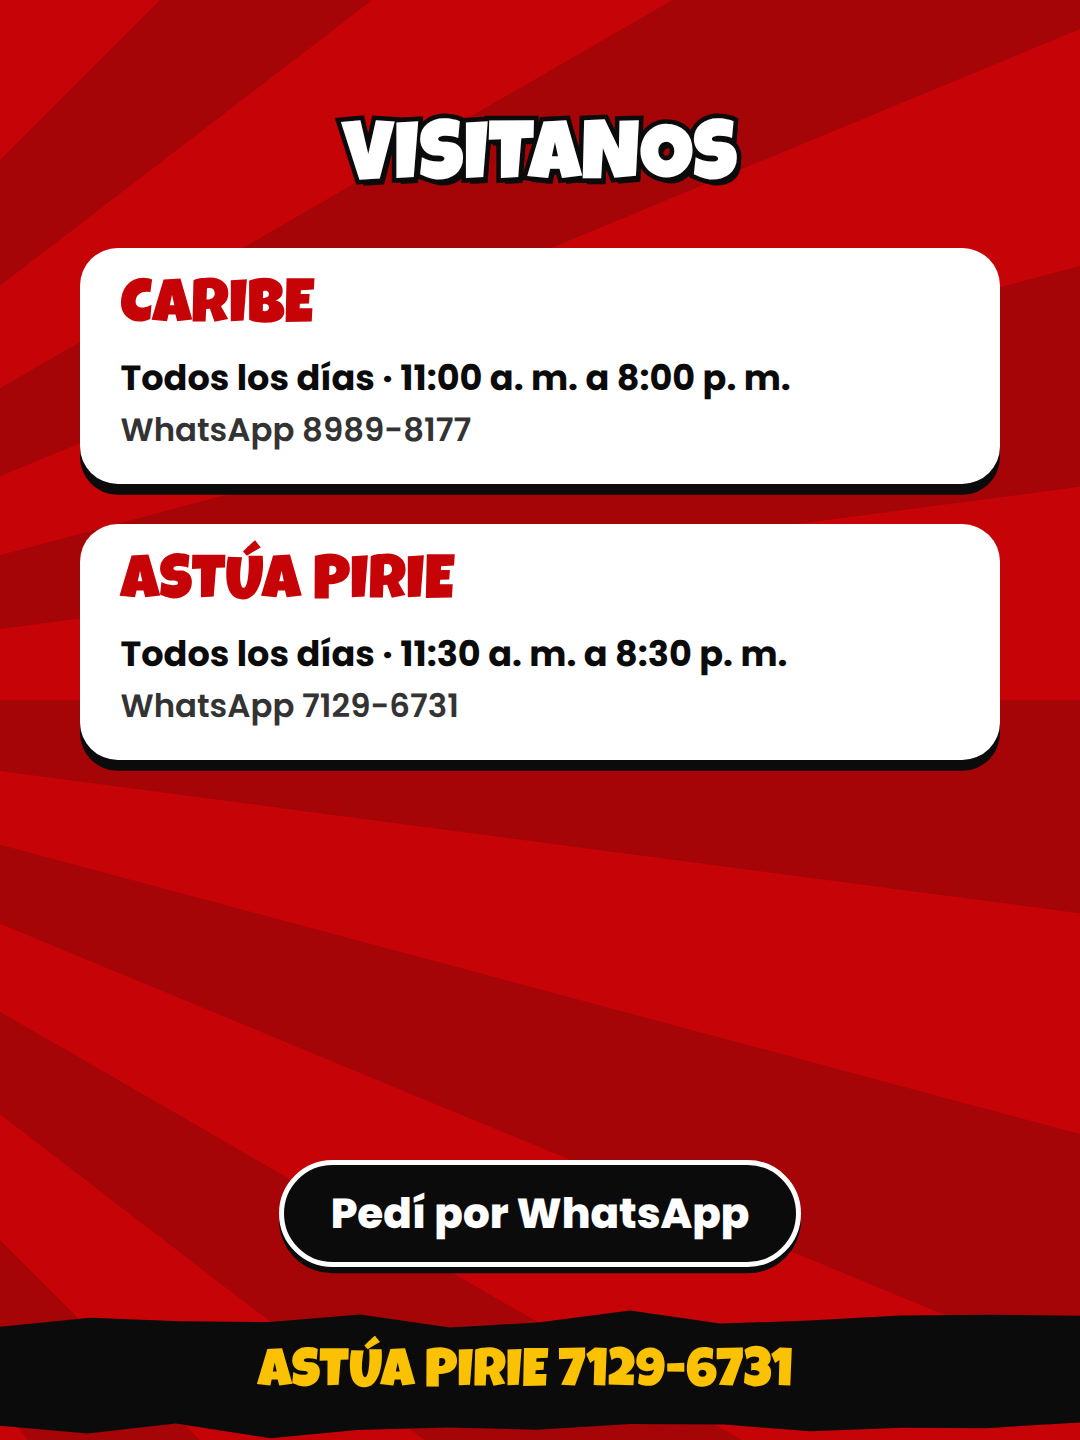 VISITANOS
CARIBE
Todos los días · 11:00 a. m. a 8:00 p. m.
WhatsApp 8989-8177
ASTÚA PIRIE
Todos los días · 11:30 a. m. a 8:30 p. m.
WhatsApp 7129-6731
Pedí por WhatsApp
ASTÚA PIRIE 7129-6731